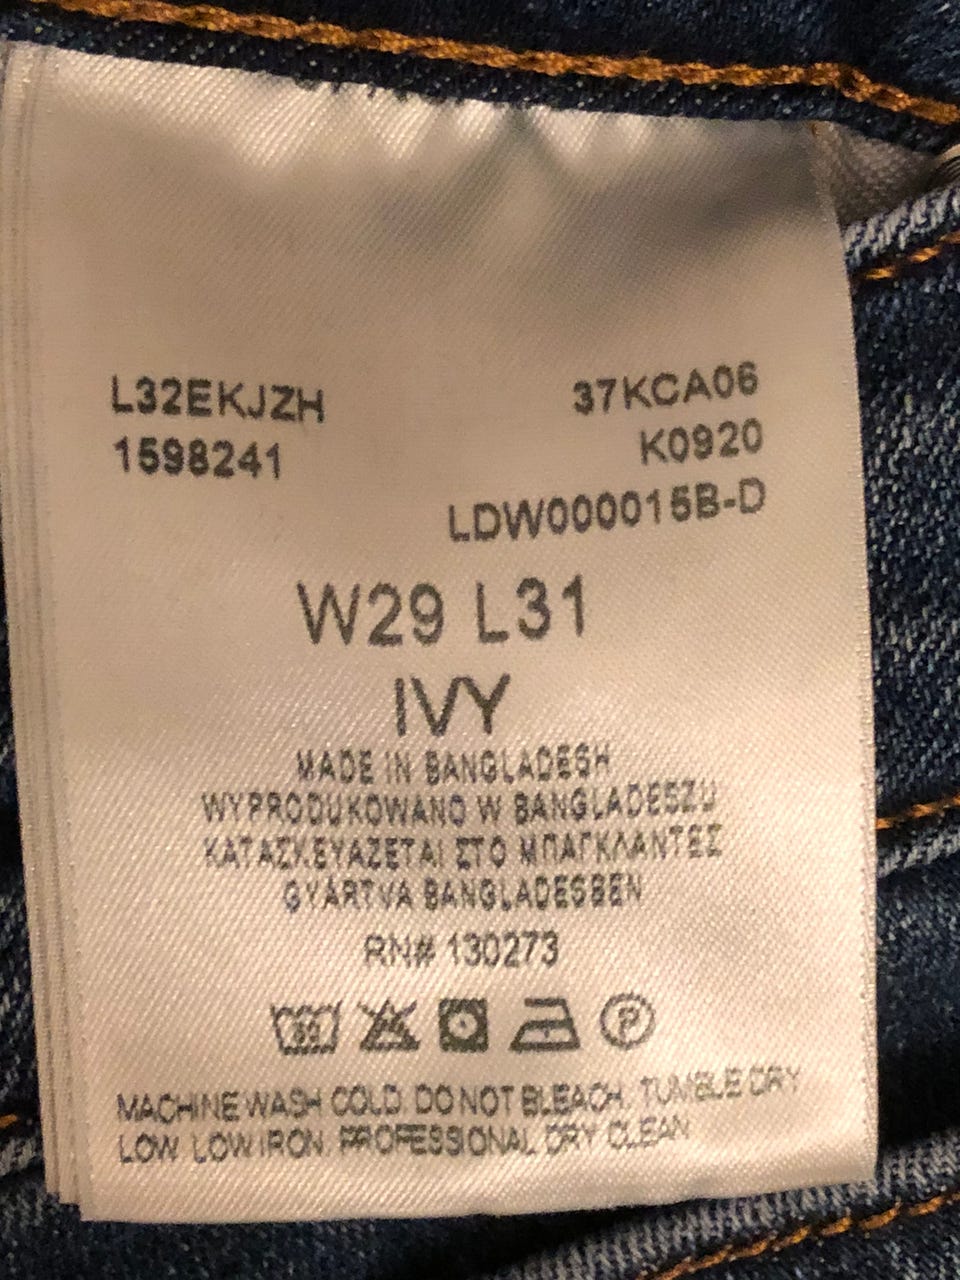 L32EKJZH
37KCA06
1598241
K0920
LDW000015B-D
W29 L31
IVY
MADE IN BANGLADESH
WYPRODUKOWANO W BANGLADESZU
ΚΑΤΑΣΚΕΥΑΖΕΤΑΙ ΣΤΟ ΜΠΑΓΚΛΑΝΤΕΣ
GYÁRTVA BANGLADESBEN
RN# 130273
P
MACHINE WASH COLD. DO NOT BLEACH. TUMBLE DRY
LOW. LOW IRON. PROFESSIONAL DRY CLEAN